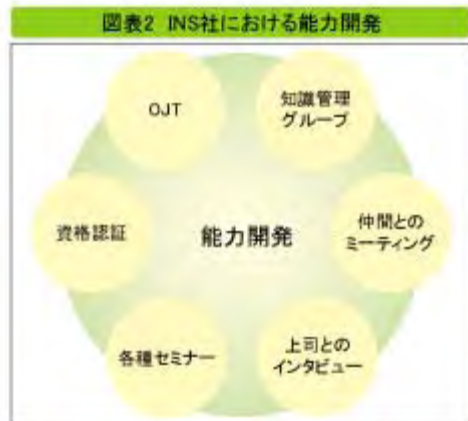 図表2 INS社における能力開発
OJT
知識管理
グループ
資格認証
能力開発
仲間との
ミーティング
各種セミナー
上司との
インタビュー